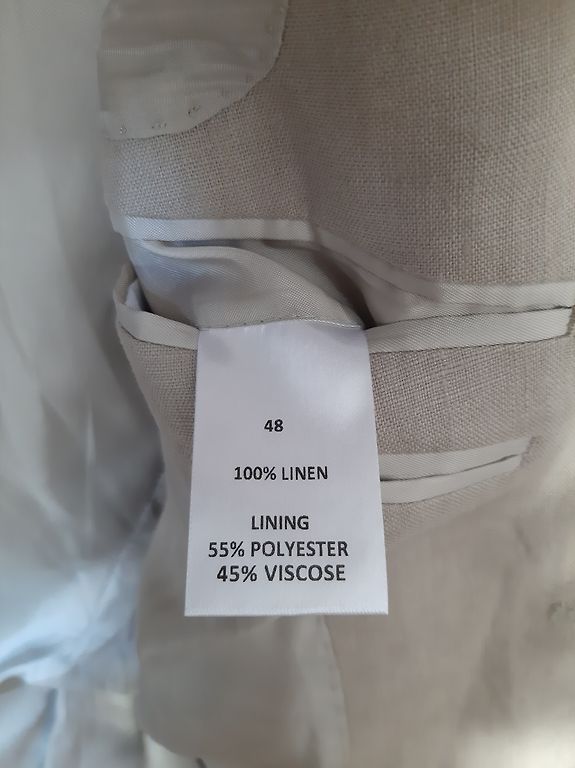 48
100% LINEN
LINING
55% POLYESTER
45% VISCOSE